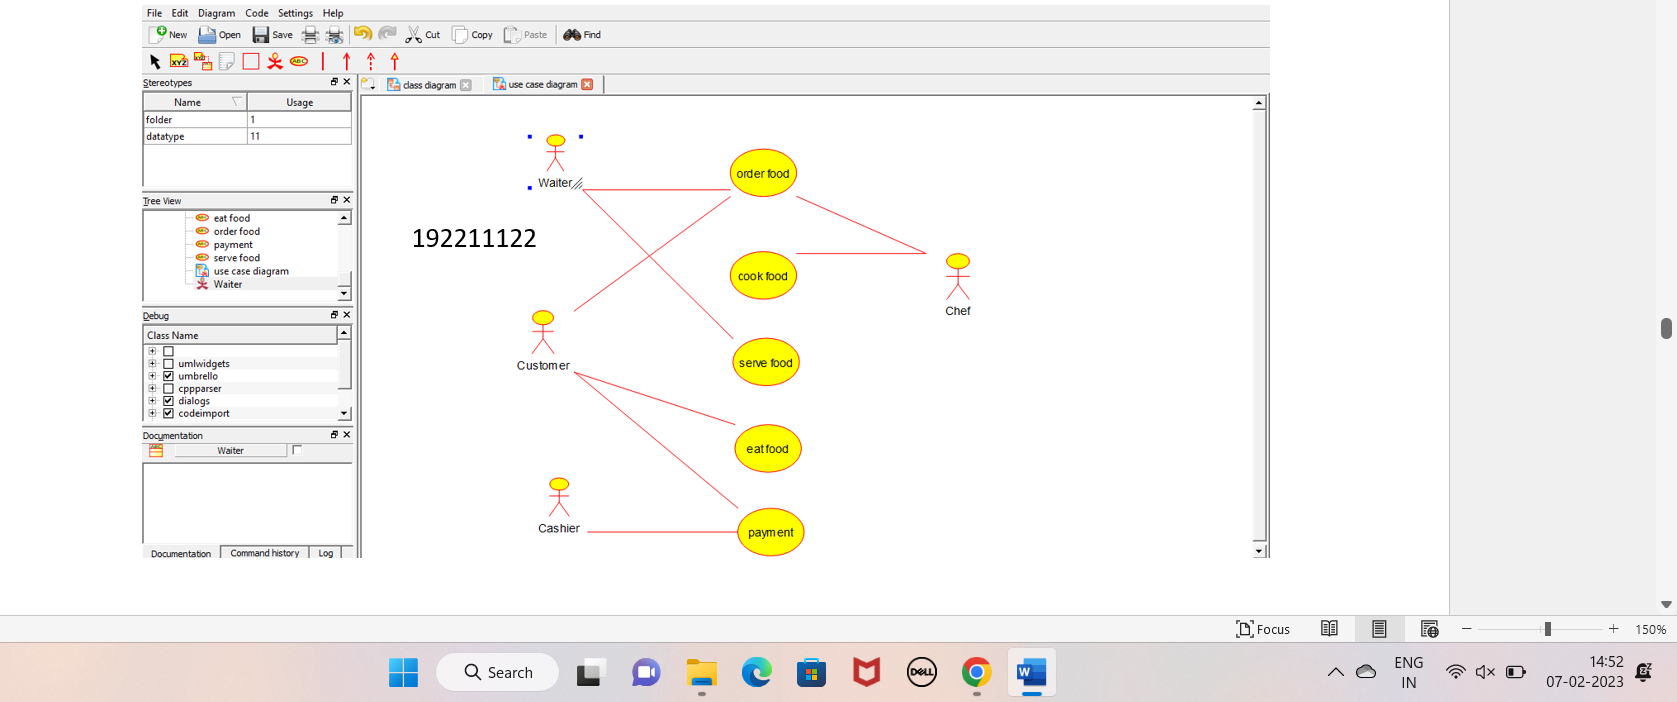 File Edit Diagram Code Settings Help
New Open Save Cut Copy Paste Find
XYZ XYZ ABC
Stereotypes
Name Usage
folder 1
datatype 11
Tree View
eat food
order food
payment
serve food
use case diagram
Waiter
Debug
Class Name
umlwidgets
umbrello
cppparser
dialogs
codeimport
Documentation
Waiter
Documentation Command history Log
class diagram use case diagram
Waiter
order food
192211122
cook food
Chef
Customer
serve food
eat food
Cashier
payment
Focus 150%
Search
DELL
W
ENG
IN
14:52
07-02-2023